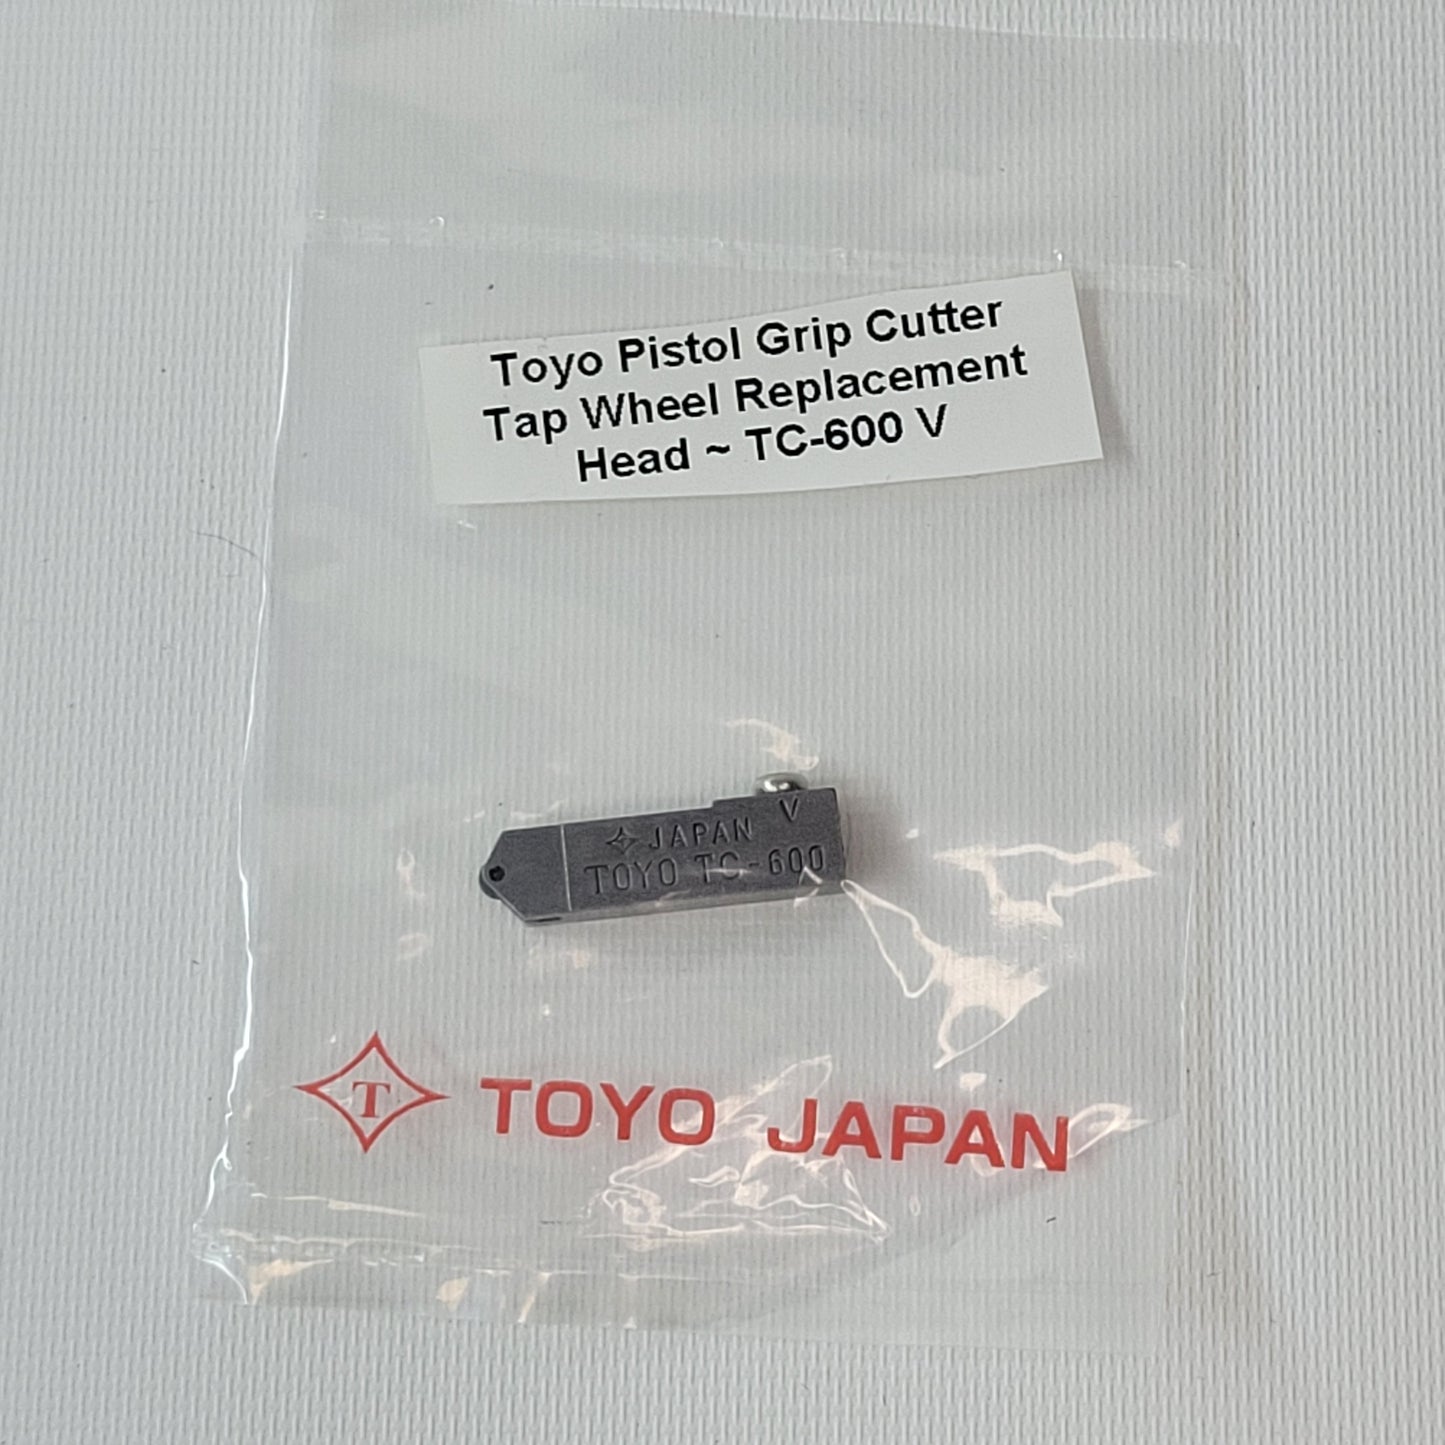 Toyo Pistol Grip Cutter
Tap Wheel Replacement
Head ~ TC-600 V
V
JAPAN
TOYO TC-600
T TOYO JAPAN